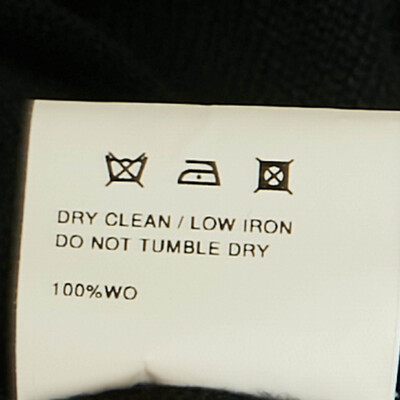 DRY CLEAN / LOW IRON
DO NOT TUMBLE DRY
100%WO